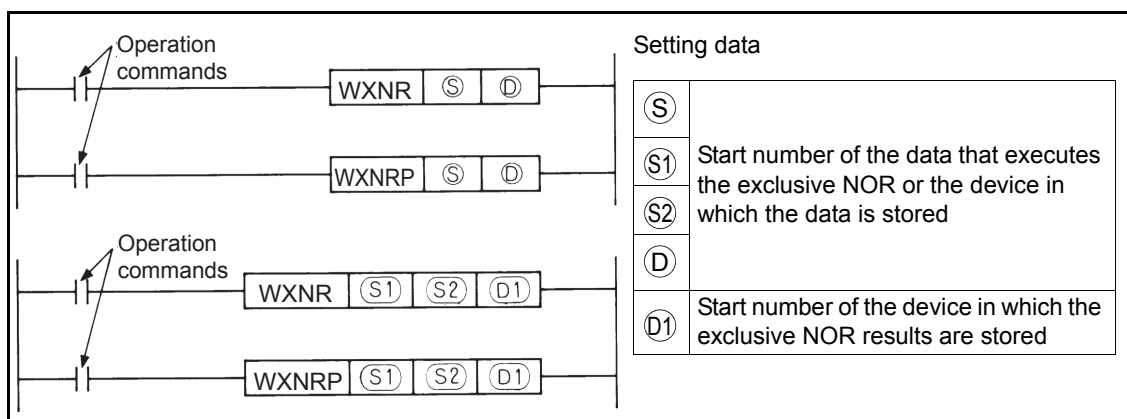 Operation
commands
WXNR Ⓢ Ⓓ
WXNRP Ⓢ Ⓓ
Operation
commands
WXNR S1 S2 D1
WXNRP S1 S2 D1
Setting data
Ⓢ
S1
S2
Ⓓ
Start number of the data that executes
the exclusive NOR or the device in
which the data is stored
D1
Start number of the device in which the
exclusive NOR results are stored